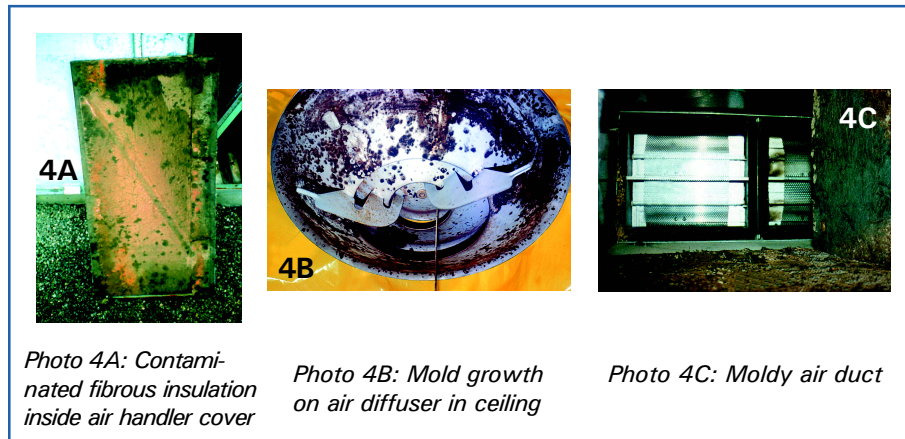 4A
4B
4C
Photo 4A: Contami-
nated fibrous insulation
inside air handler cover
Photo 4B: Mold growth
on air diffuser in ceiling
Photo 4C: Moldy air duct